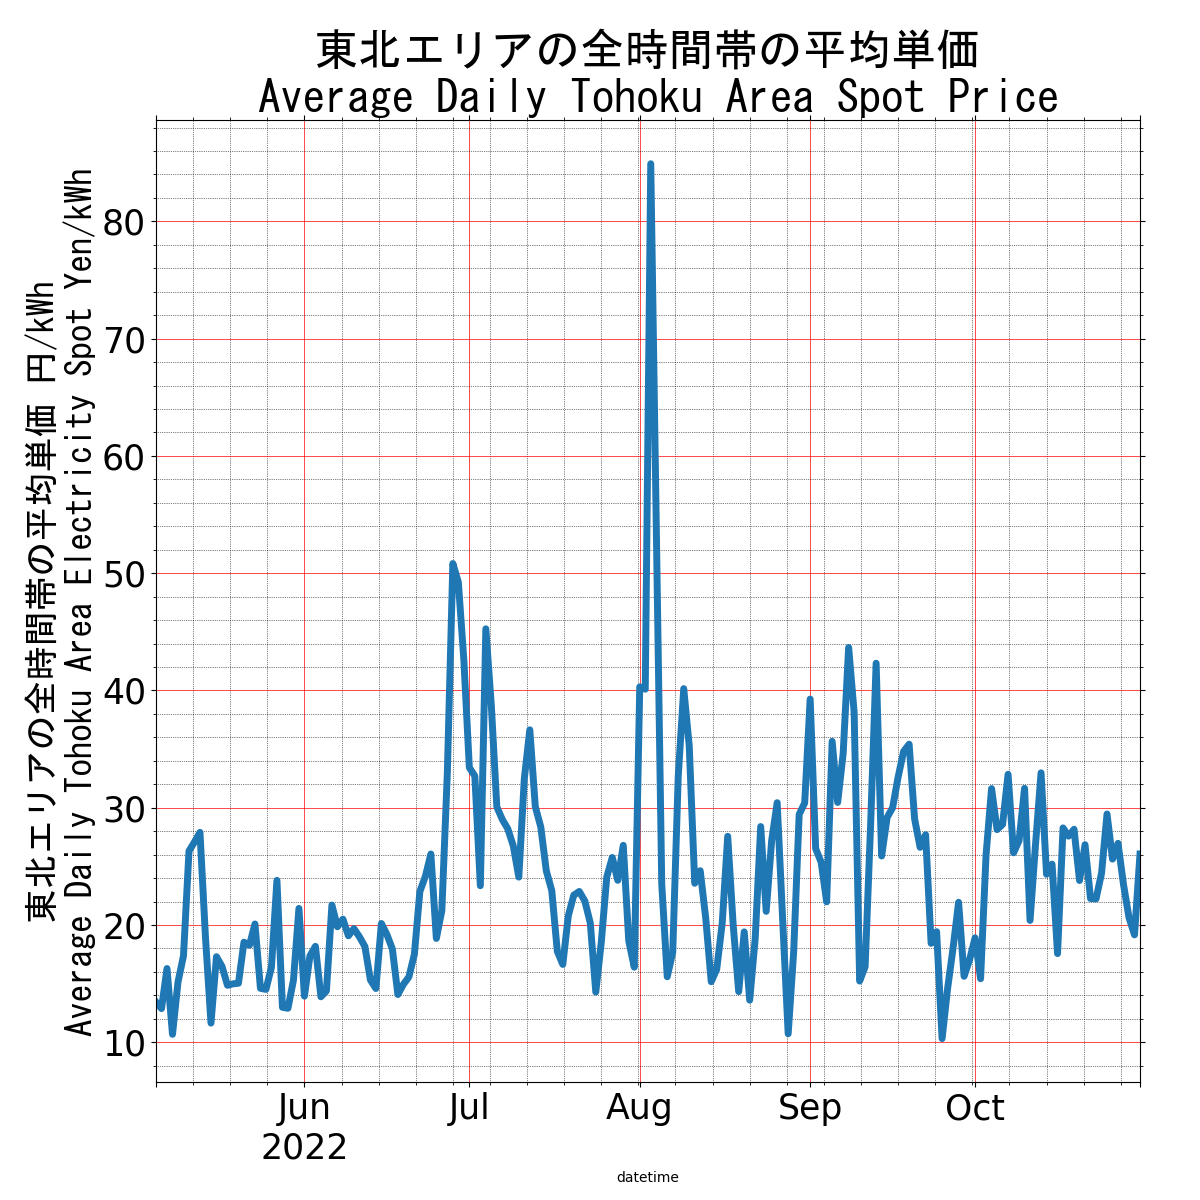 東北エリアの全時間帯の平均単価
Average Daily Tohoku Area Spot Price
東北エリアの全時間帯の平均単価 円/kWh
Average Daily Tohoku Area Electricity Spot Yen/kWh
80
70
60
50
40
30
20
10
Jun
2022
Jul
Aug
Sep
Oct
datetime